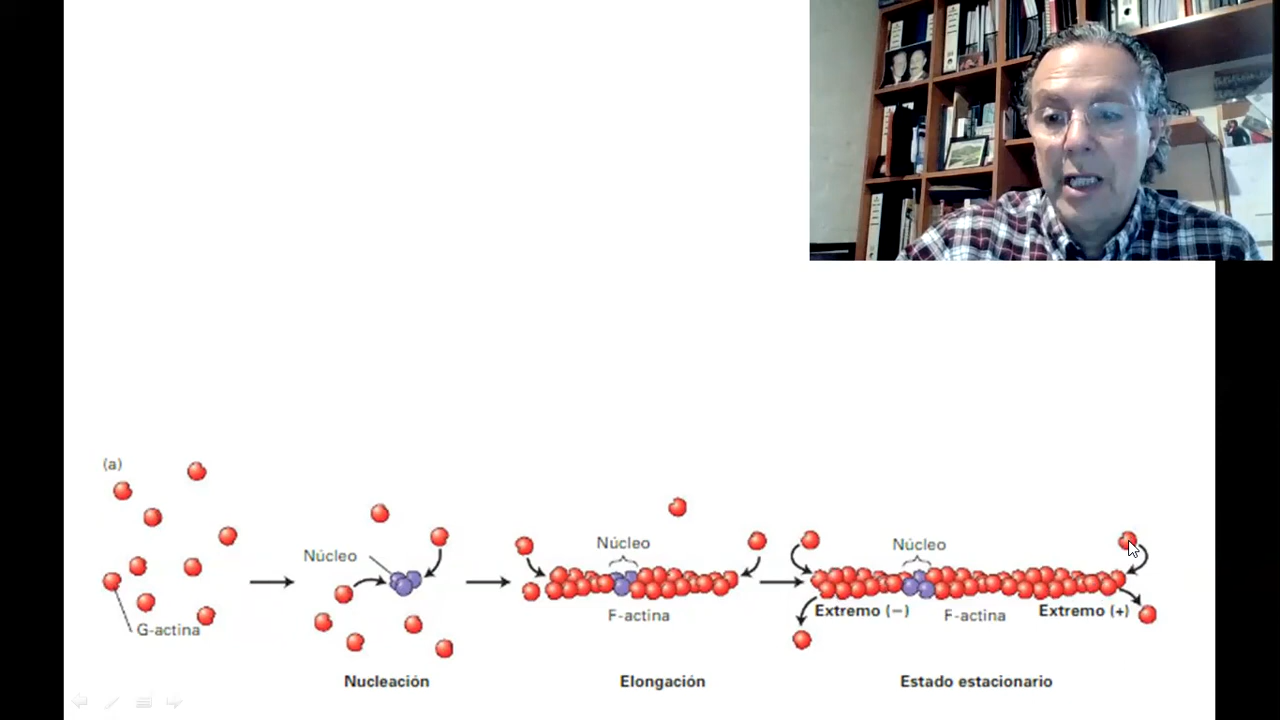 (a)
G-actina
Núcleo
Nucleación
Núcleo
F-actina
Elongación
Núcleo
Extremo (−)
F-actina
Extremo (+)
Estado estacionario